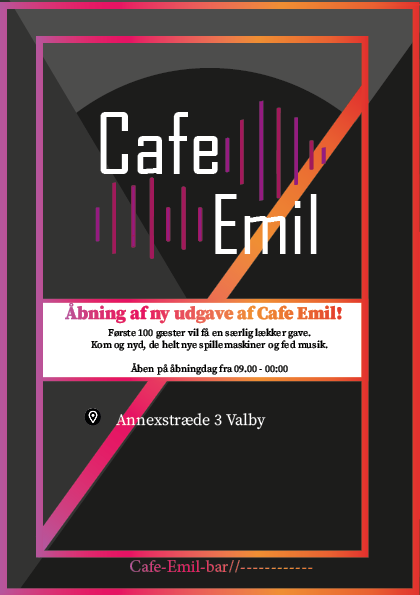 Cafe
Emil
Åbning af ny udgave af Cafe Emil!
Første 100 gæster vil få en særlig lækker gave.
Kom og nyd, de helt nye spillemaskiner og fed musik.
Åben på åbningdag fra 09.00 - 00:00
Annexstræde 3 Valby
Cafe-Emil-bar//------------